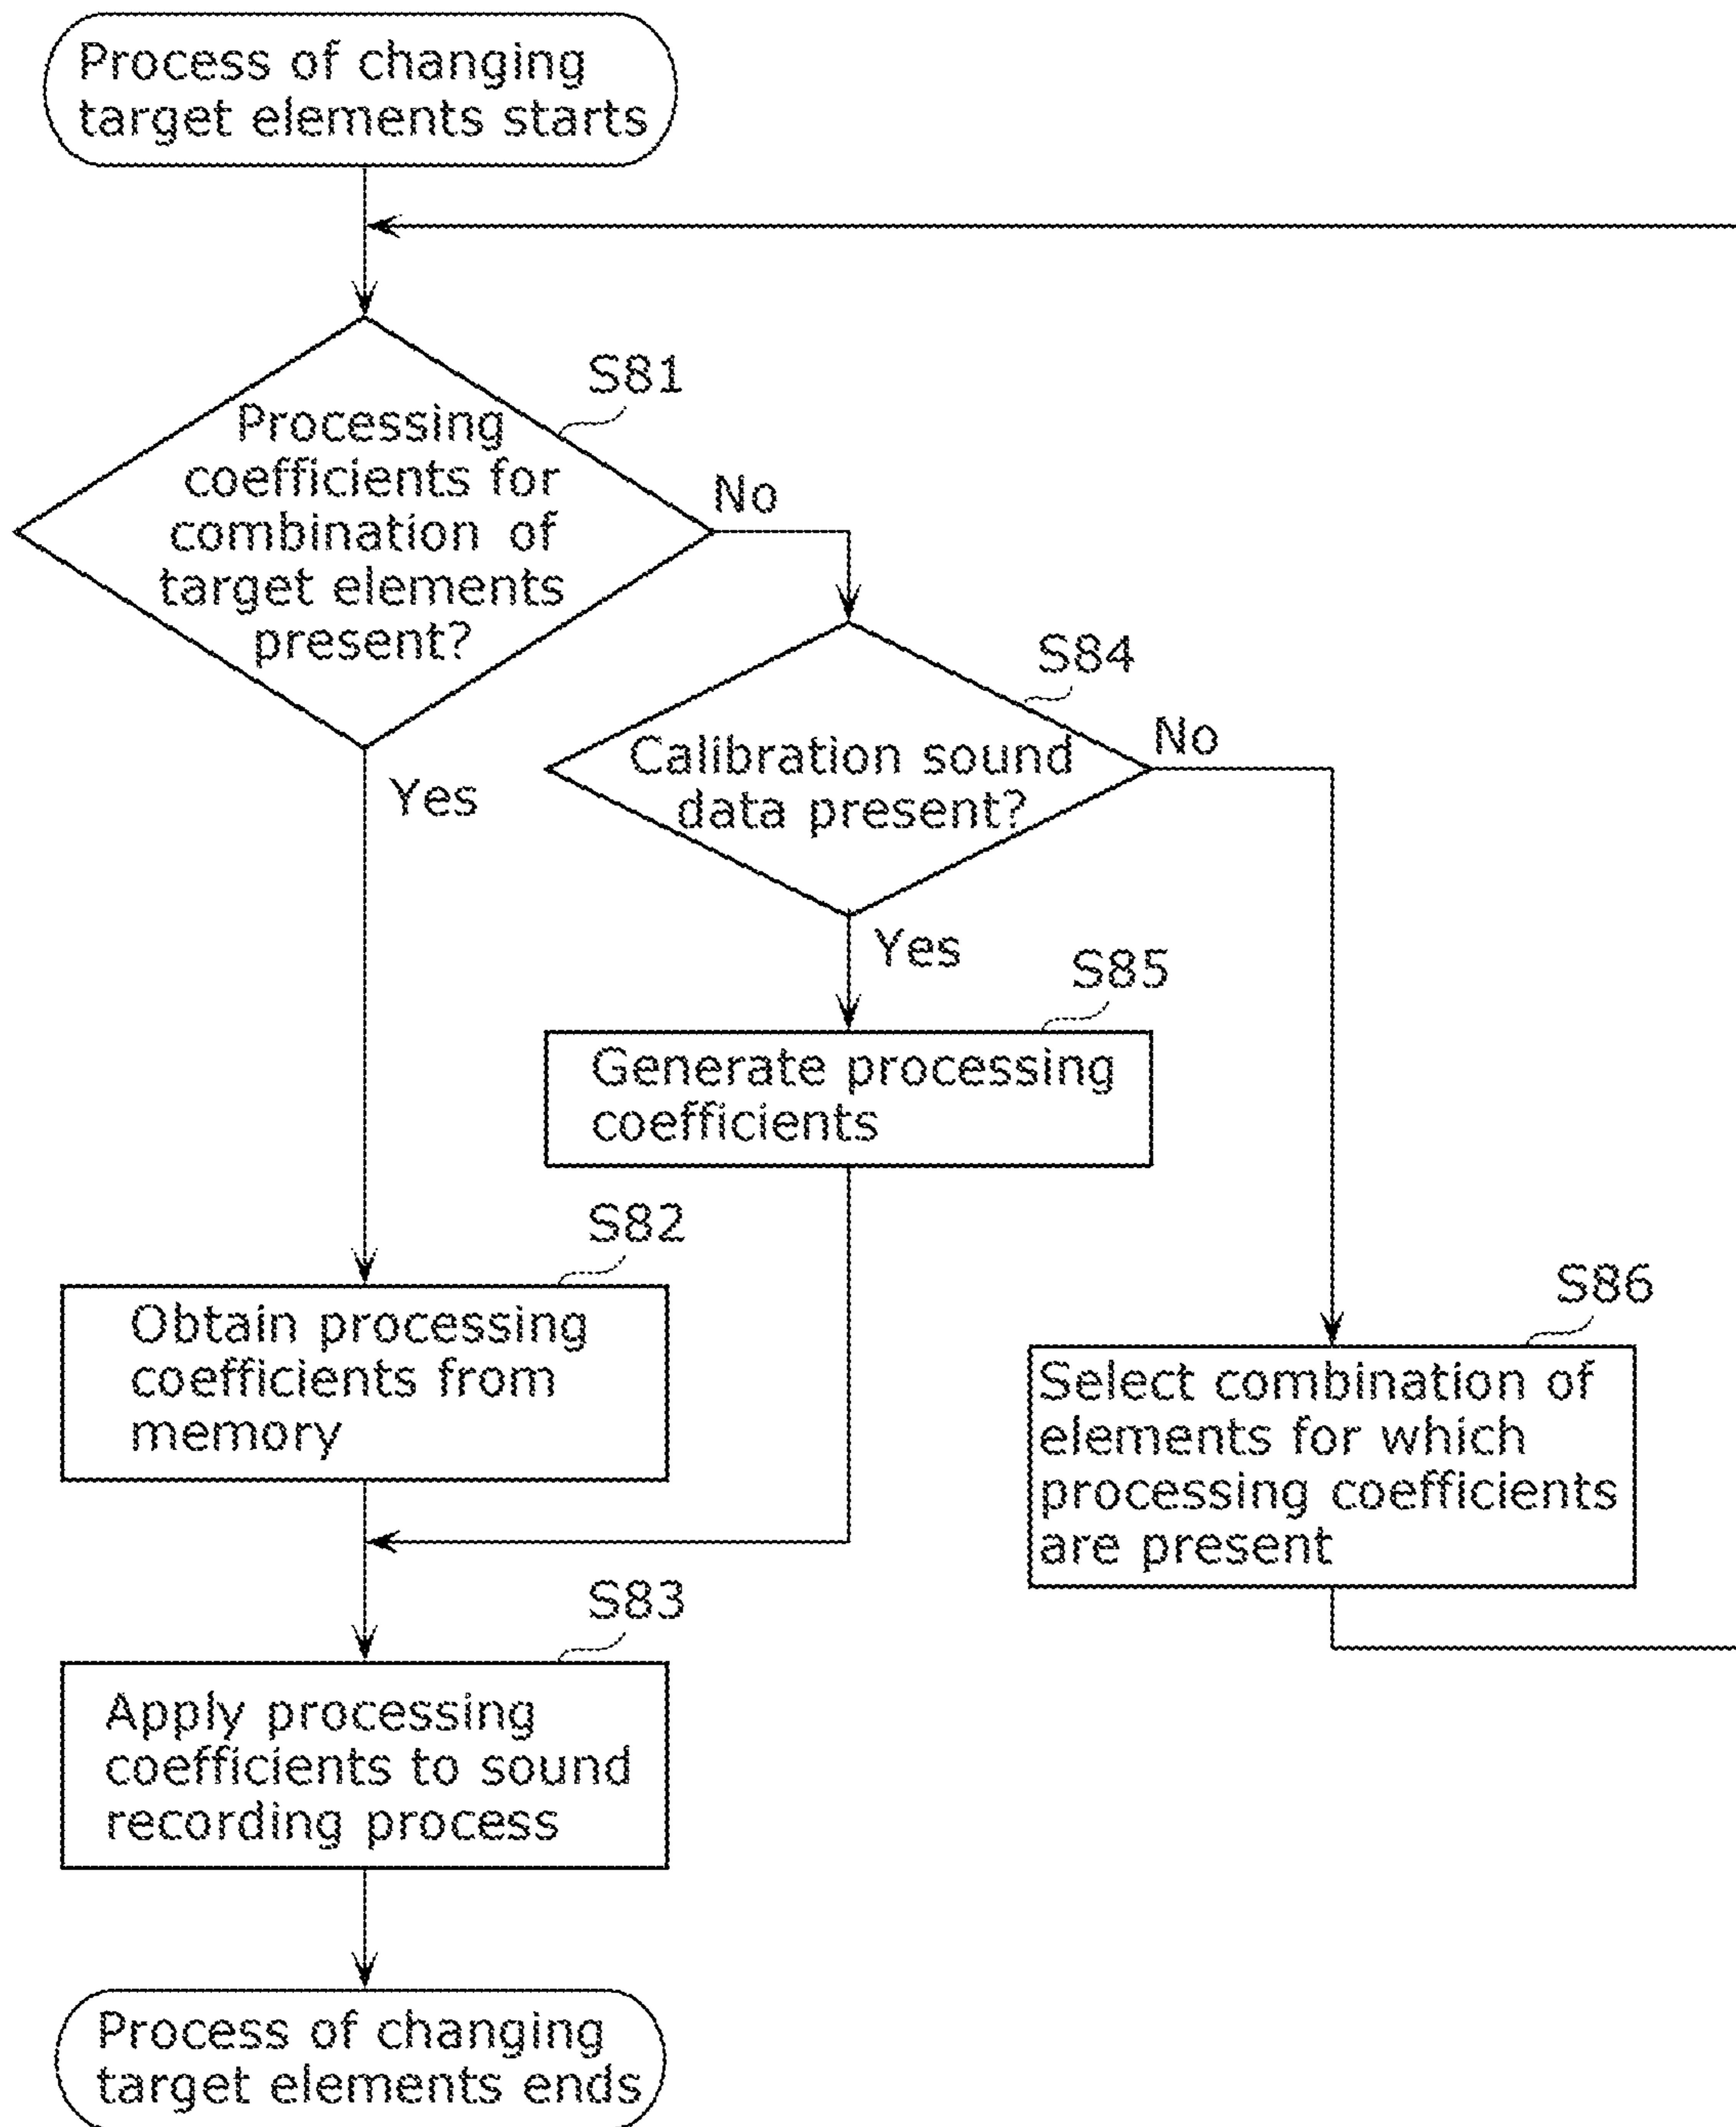 Process of changing
target elements starts
S81
Processing
coefficients for
combination of
target elements
present?
No
Yes
S84
Calibration sound
data present?
No
Yes
S85
Generate processing
coefficients
S82
Obtain processing
coefficients from
memory
S86
Select combination of
elements for which
processing coefficients
are present
S83
Apply processing
coefficients to sound
recording process
Process of changing
target elements ends